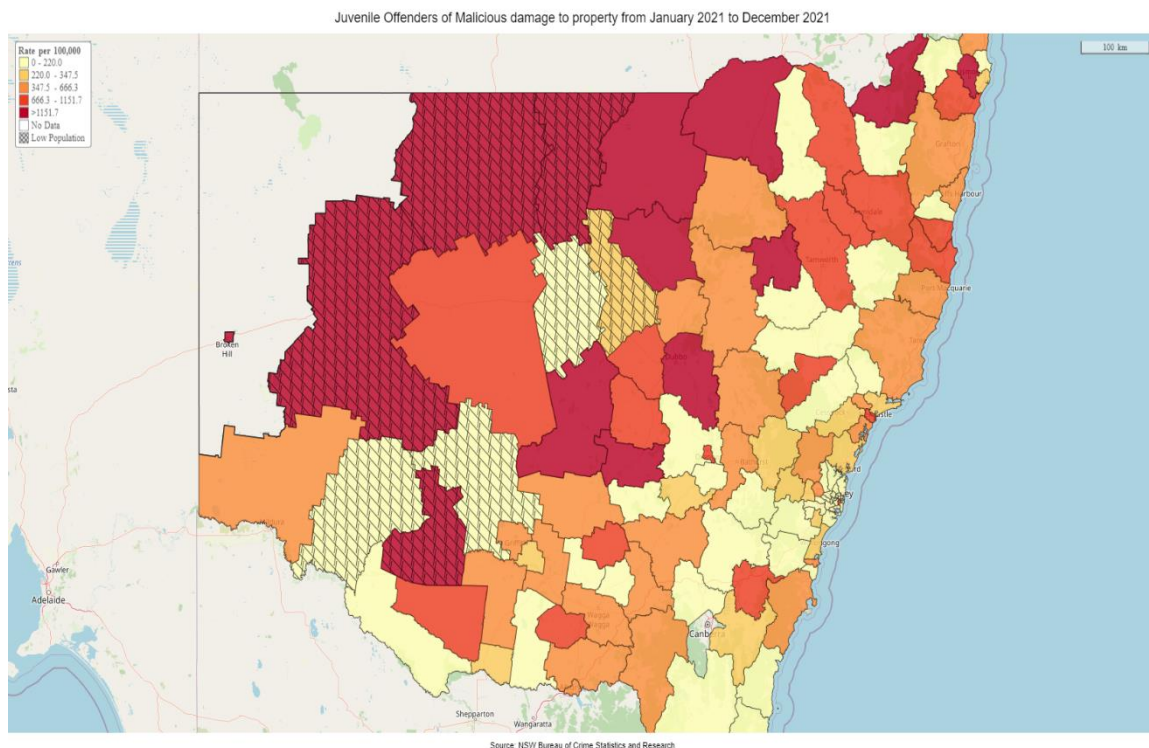 Juvenile Offenders of Malicious damage to property from January 2021 to December 2021
Rate per 100,000
0 - 220.0
220.0 - 347.5
347.5 - 666.3
666.3 - 1151.7
>1151.7
No Data
Low Population
100 km
Grafton
Harbour
Tamworth
Port Macquarie
Broken
Hill
Dubbo
Wagga
Wagga
Gawler
Adelaide
Canberra
Shepparton
Wangaratta
Source: NSW Bureau of Crime Statistics and Research